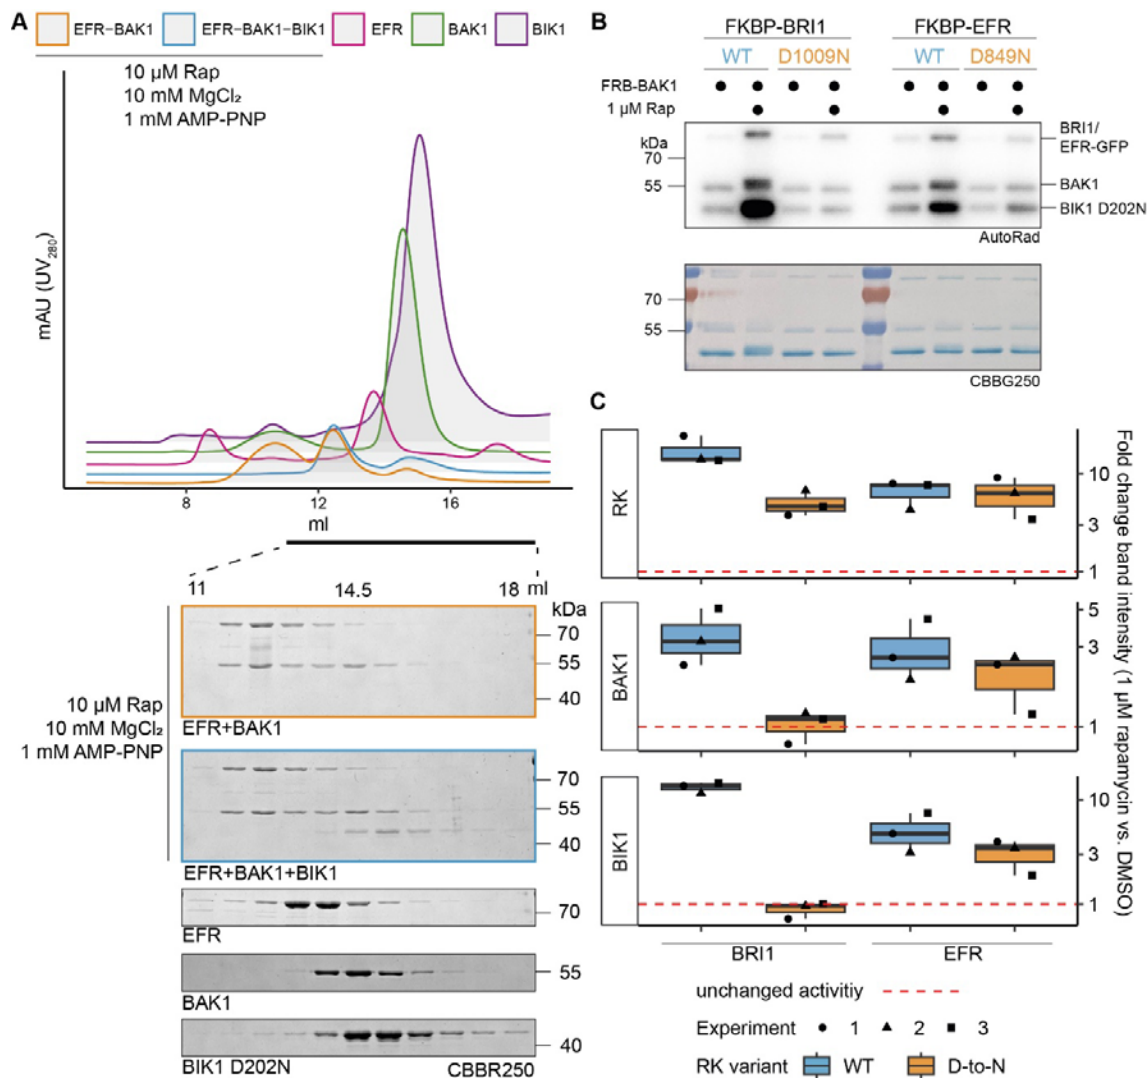 A
EFR–BAK1
EFR–BAK1–BIK1
EFR
BAK1
BIK1
10 µM Rap
10 mM MgCl₂
1 mM AMP-PNP
mAU (UV₂₈₀)
8 12 16
ml
11 14.5 18 ml
kDa
70
55
40
10 µM Rap
10 mM MgCl₂
1 mM AMP-PNP
EFR+BAK1
70
55
40
EFR+BAK1+BIK1
70
EFR
55
BAK1
40
BIK1 D202N CBBR250
B
FKBP-BRI1 FKBP-EFR
WT D1009N WT D849N
FRB-BAK1
1 µM Rap
kDa
70
55
BRI1/
EFR-GFP
BAK1
BIK1 D202N
AutoRad
70
55
CBBG250
C
RK
10
3
1
BAK1
5
3
1
BIK1
10
3
1
Fold change band intensity (1 µM rapamycin vs. DMSO)
BRI1 EFR
unchanged activitiy
Experiment 1 2 3
RK variant WT D-to-N